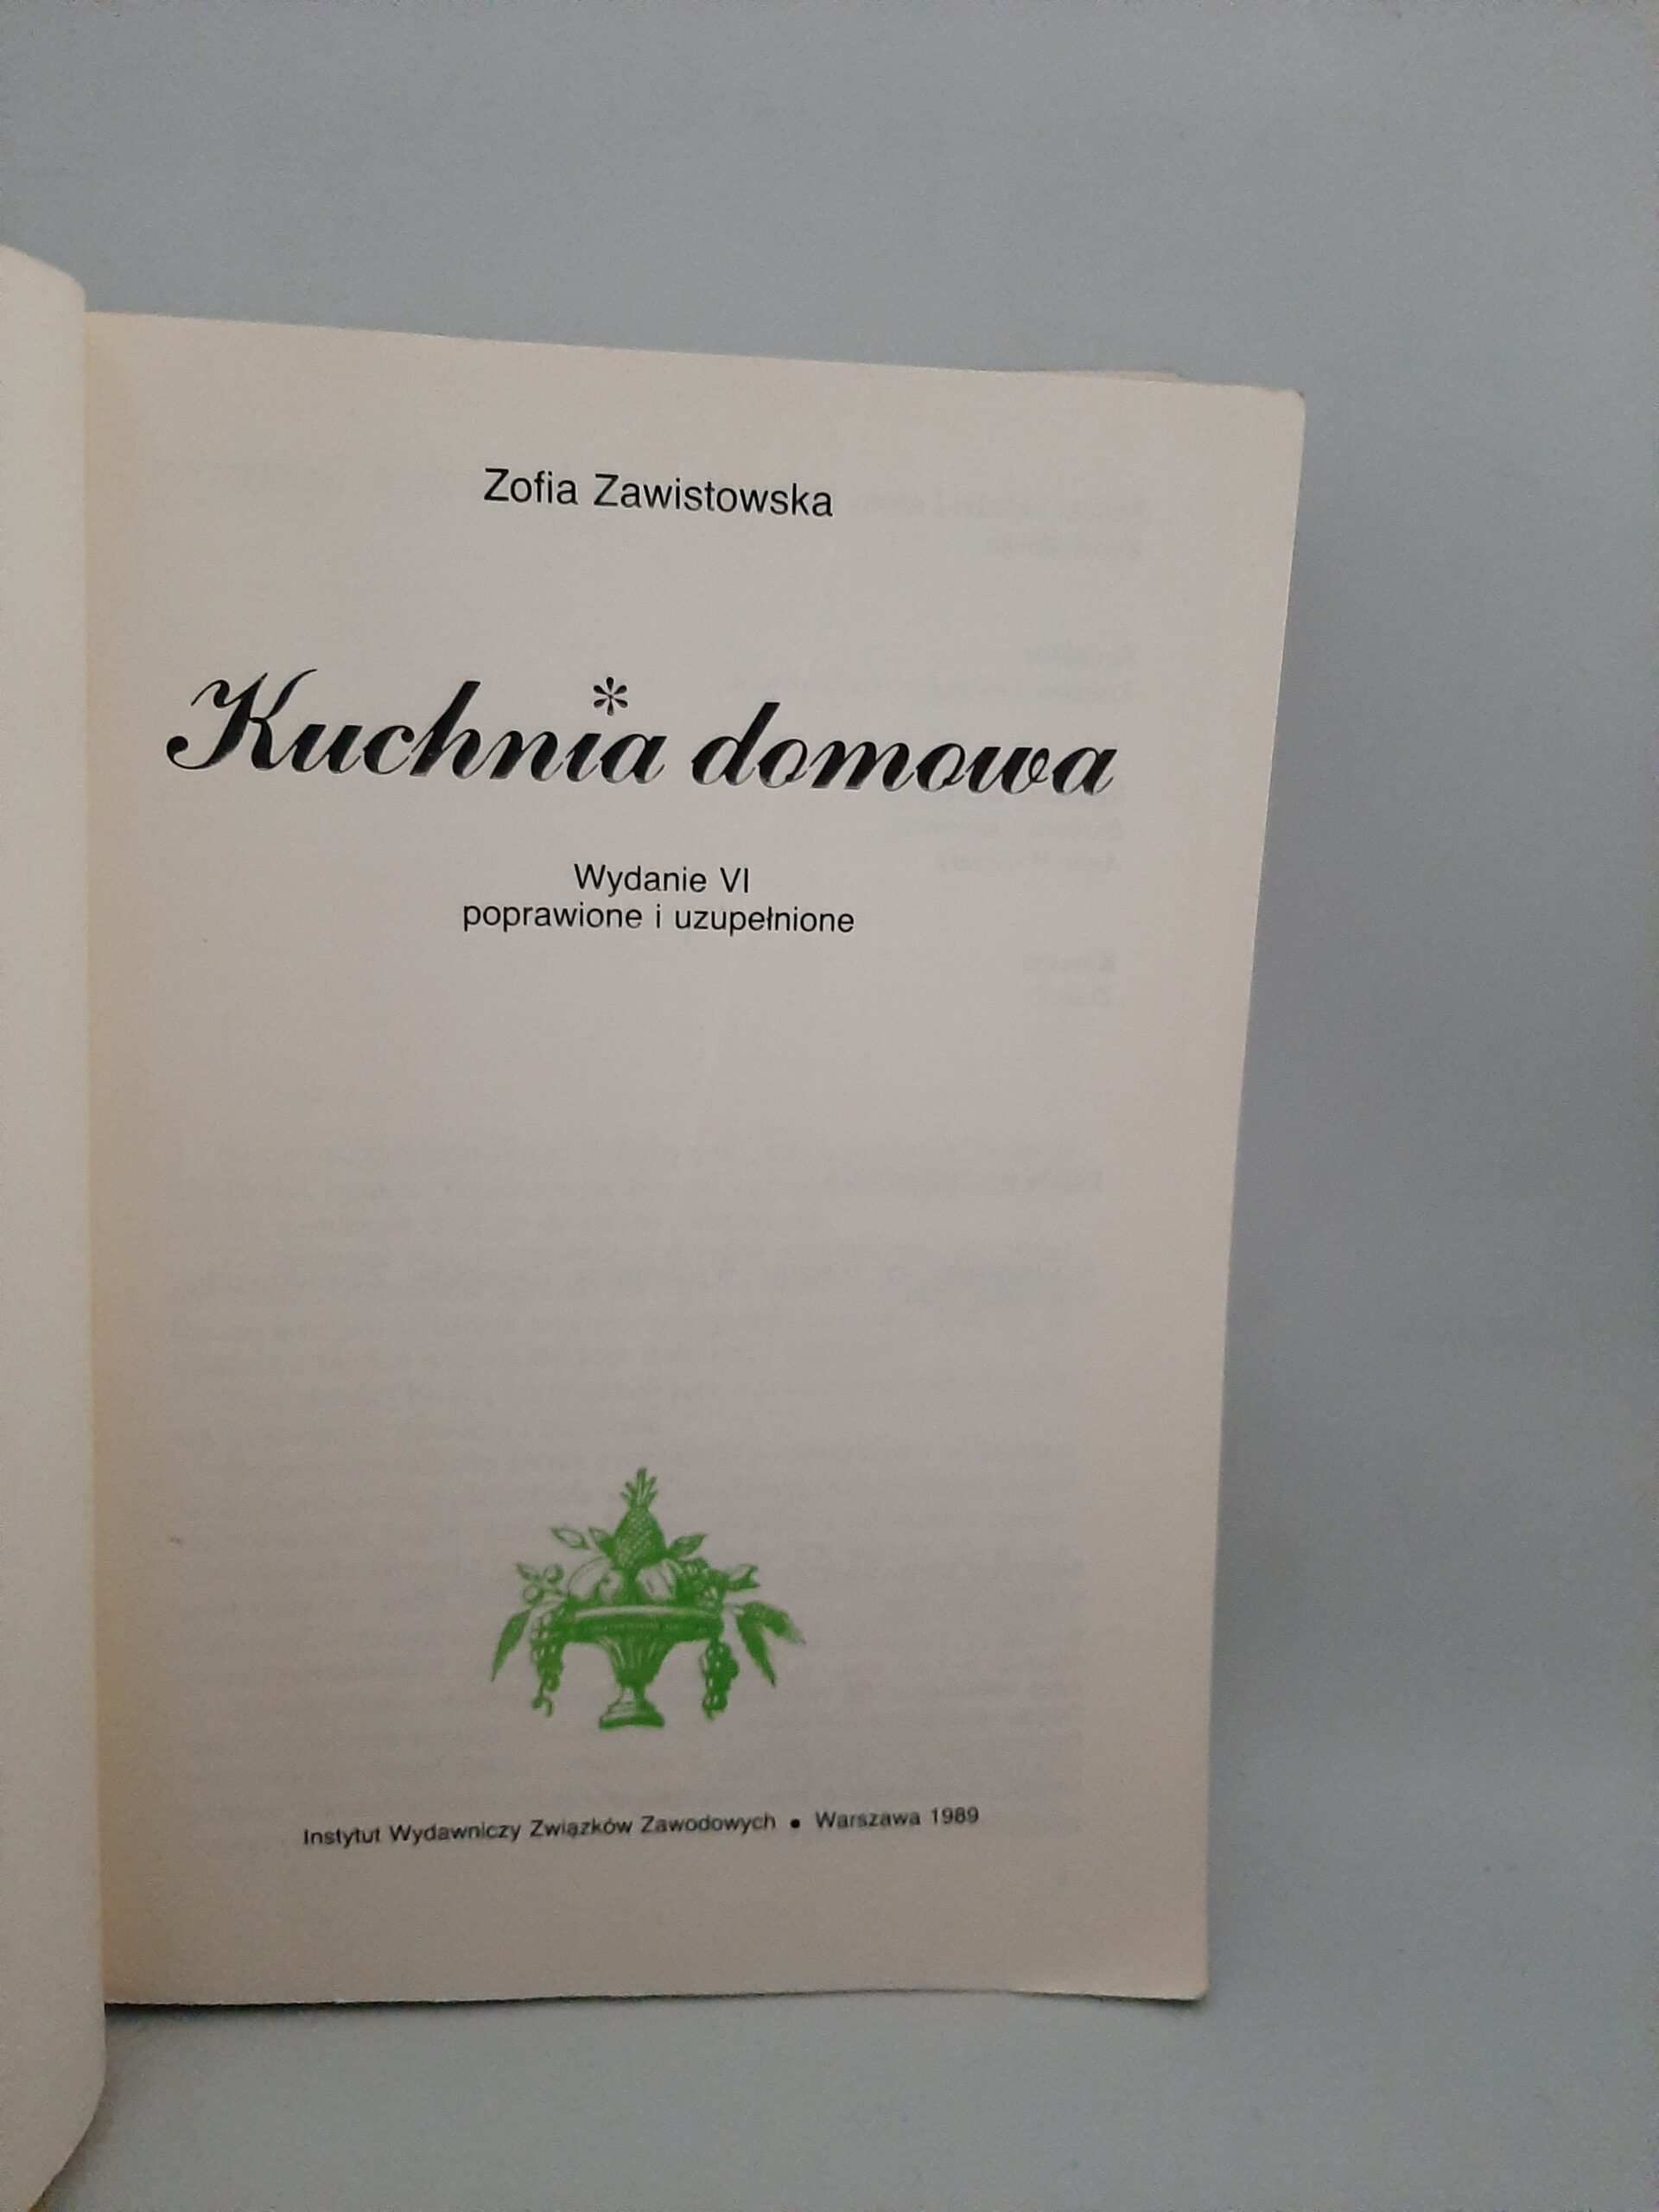 Zofia Zawistowska
Kuchnia domowa
Wydanie VI
poprawione i uzupełnione
Instytut Wydawniczy Związków Zawodowych • Warszawa 1989